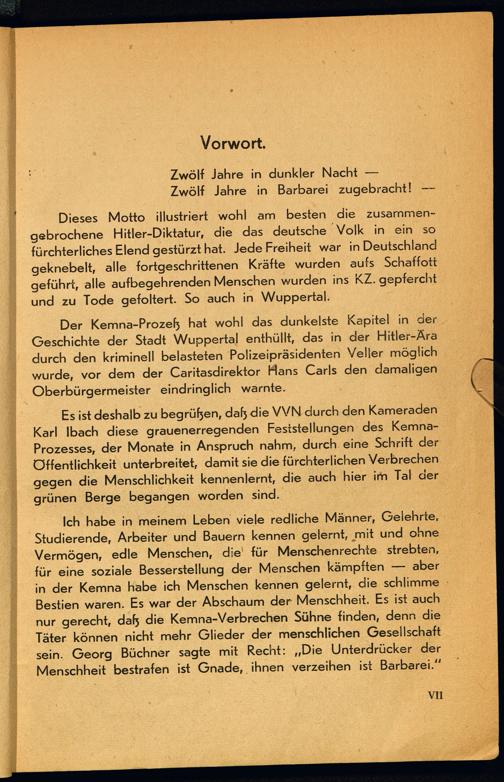 Vorwort.
Zwölf Jahre in dunkler Nacht —
Zwölf Jahre in Barbarei zugebracht! —
Dieses Motto illustriert wohl am besten die zusammen-
gebrochene Hitler-Diktatur, die das deutsche Volk in ein so
fürchterliches Elend gestürzt hat. Jede Freiheit war in Deutschland
geknebelt, alle fortgeschrittenen Kräfte wurden aufs Schaffott
geführt, alle aufbegehrenden Menschen wurden ins KZ. gepfercht
und zu Tode gefoltert. So auch in Wuppertal.
Der Kemna-Prozeß hat wohl das dunkelste Kapitel in der
Geschichte der Stadt Wuppertal enthüllt, das in der Hitler-Ära
durch den kriminell belasteten Polizeipräsidenten Veller möglich
wurde, vor dem der Caritasdirektor Hans Carls den damaligen
Oberbürgermeister eindringlich warnte.
Es ist deshalb zu begrüßen, daß die VVN durch den Kameraden
Karl Ibach diese grauenerregenden Feststellungen des Kemna-
Prozesses, der Monate in Anspruch nahm, durch eine Schrift der
Öffentlichkeit unterbreitet, damit sie die fürchterlichen Verbrechen
gegen die Menschlichkeit kennenlernt, die auch hier im Tal der
grünen Berge begangen worden sind.
Ich habe in meinem Leben viele redliche Männer, Gelehrte,
Studierende, Arbeiter und Bauern kennen gelernt, mit und ohne
Vermögen, edle Menschen, die für Menschenrechte strebten,
für eine soziale Besserstellung der Menschen kämpften — aber
in der Kemna habe ich Menschen kennen gelernt, die schlimme
Bestien waren. Es war der Abschaum der Menschheit. Es ist auch
nur gerecht, daß die Kemna-Verbrechen Sühne finden, denn die
Täter können nicht mehr Glieder der menschlichen Gesellschaft
sein. Georg Büchner sagte mit Recht: „Die Unterdrücker der
Menschheit bestrafen ist Gnade, ihnen verzeihen ist Barbarei."
VII